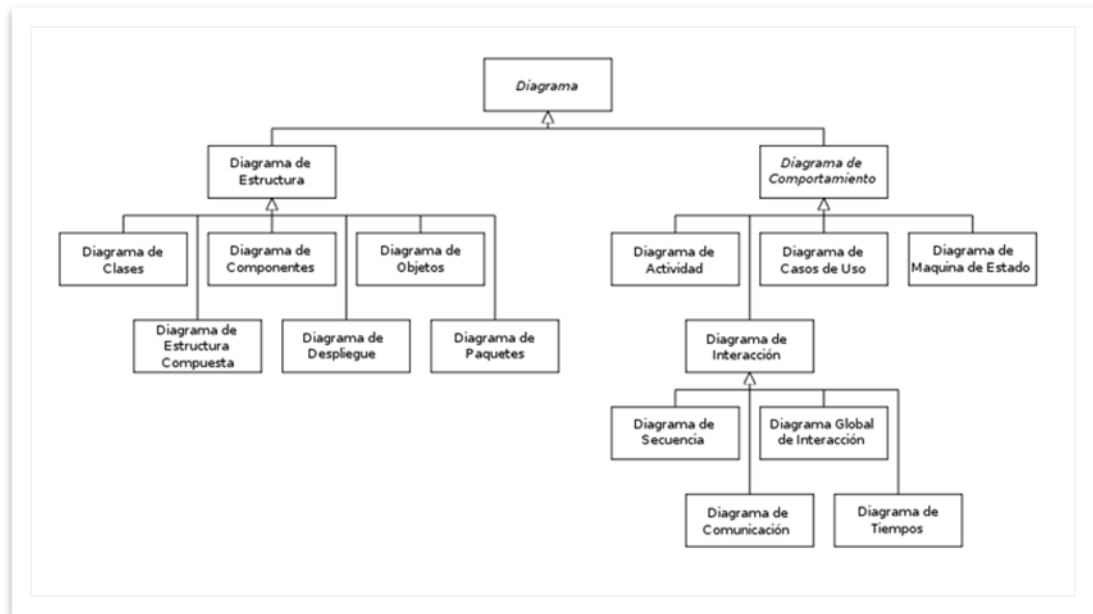 Diagrama
Diagrama de
Estructura
Diagrama de
Comportamiento
Diagrama de
Clases
Diagrama de
Componentes
Diagrama de
Objetos
Diagrama de
Actividad
Diagrama de
Casos de Uso
Diagrama de
Maquina de Estado
Diagrama de
Estructura
Compuesta
Diagrama de
Despliegue
Diagrama de
Paquetes
Diagrama de
Interacción
Diagrama de
Secuencia
Diagrama Global
de Interacción
Diagrama de
Comunicación
Diagrama de
Tiempos